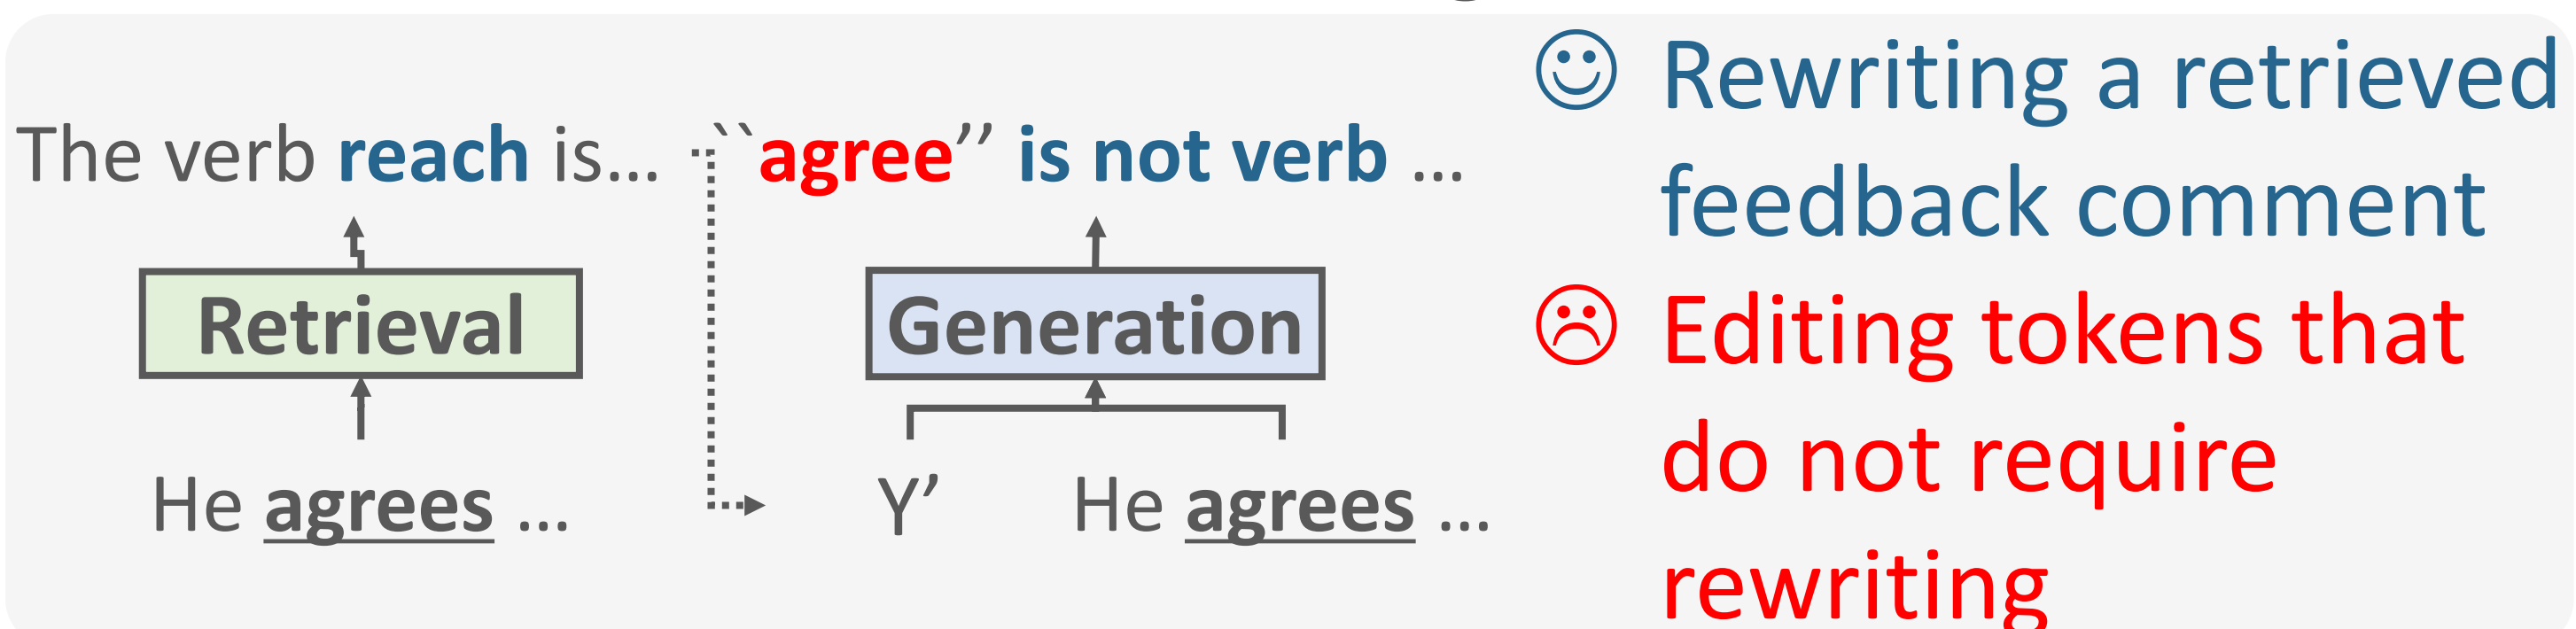 The verb reach is...
``agree’’ is not verb ...
Retrieval
Generation
He agrees ...
Y’
He agrees ...
Rewriting a retrieved
feedback comment
Editing tokens that
do not require
rewriting